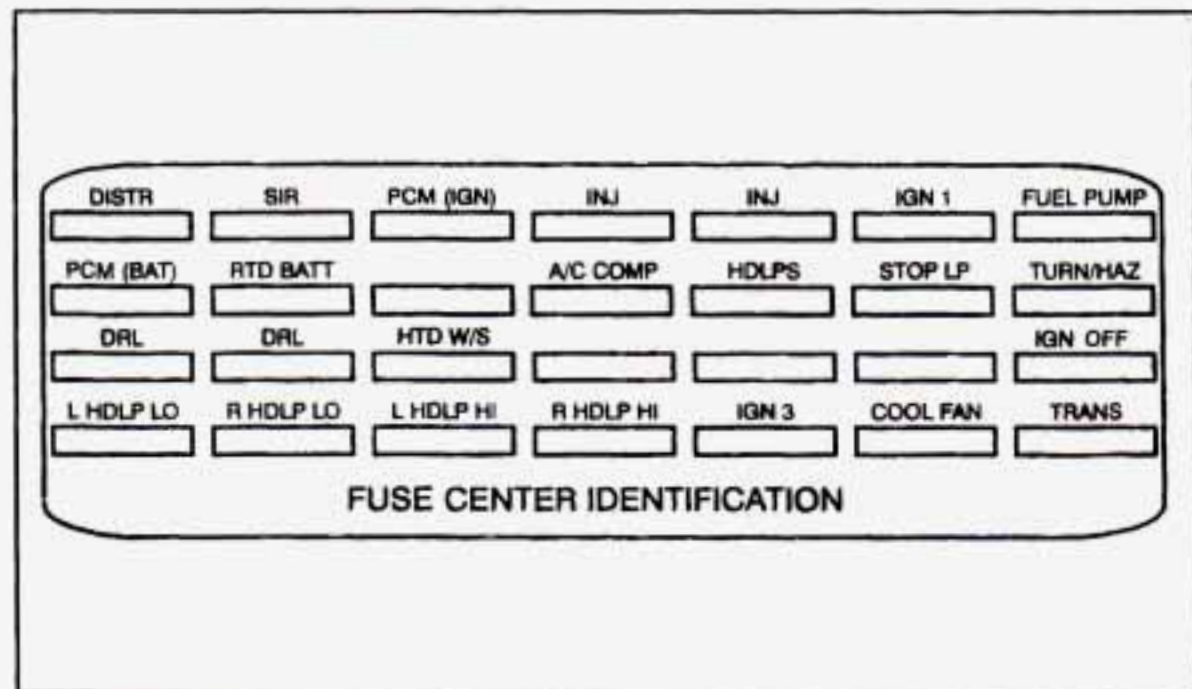 DISTR SIR PCM (IGN) INJ INJ IGN 1 FUEL PUMP
PCM (BAT) RTD BATT A/C COMP HDLPS STOP LP TURN/HAZ
DRL DRL HTD W/S IGN OFF
L HDLP LO R HDLP LO L HDLP HI R HDLP HI IGN 3 COOL FAN TRANS
FUSE CENTER IDENTIFICATION